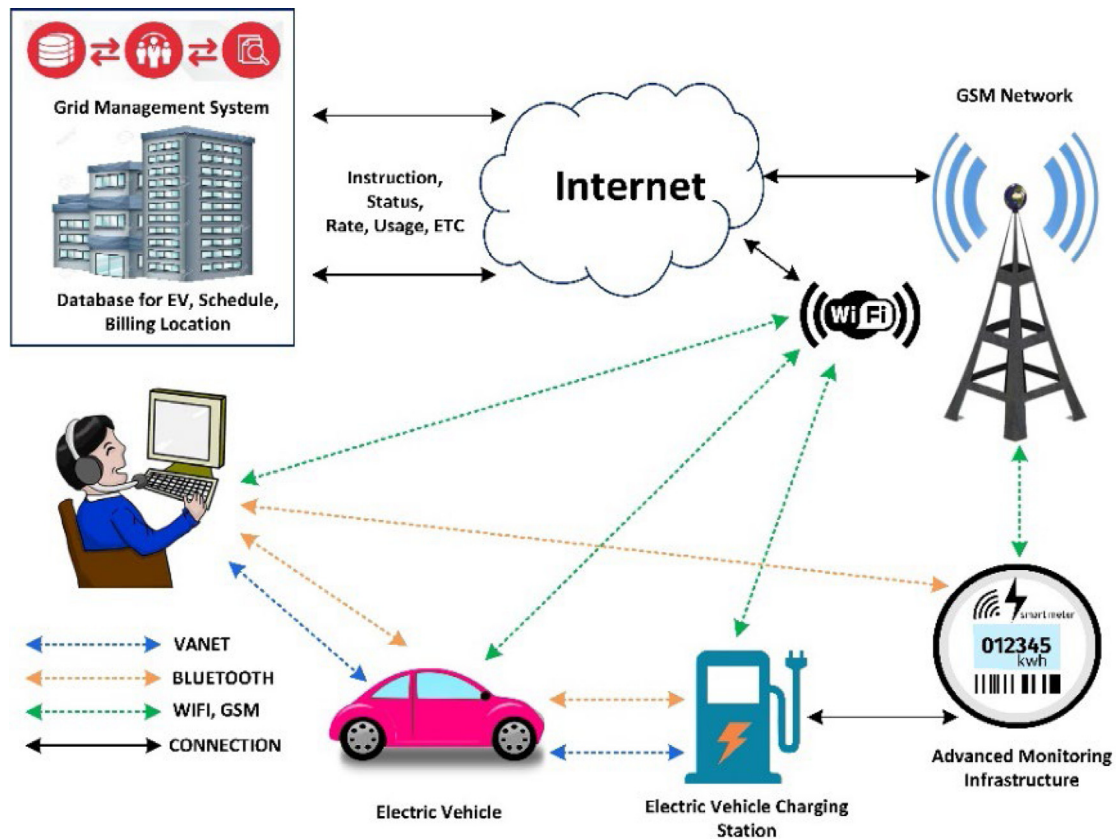 Grid Management System
Database for EV, Schedule,
Billing Location
Instruction,
Status,
Rate, Usage, ETC
Internet
GSM Network
Wi Fi
VANET
BLUETOOTH
WIFI, GSM
CONNECTION
Electric Vehicle
Electric Vehicle Charging
Station
smart meter
012345
kwh
Advanced Monitoring
Infrastructure